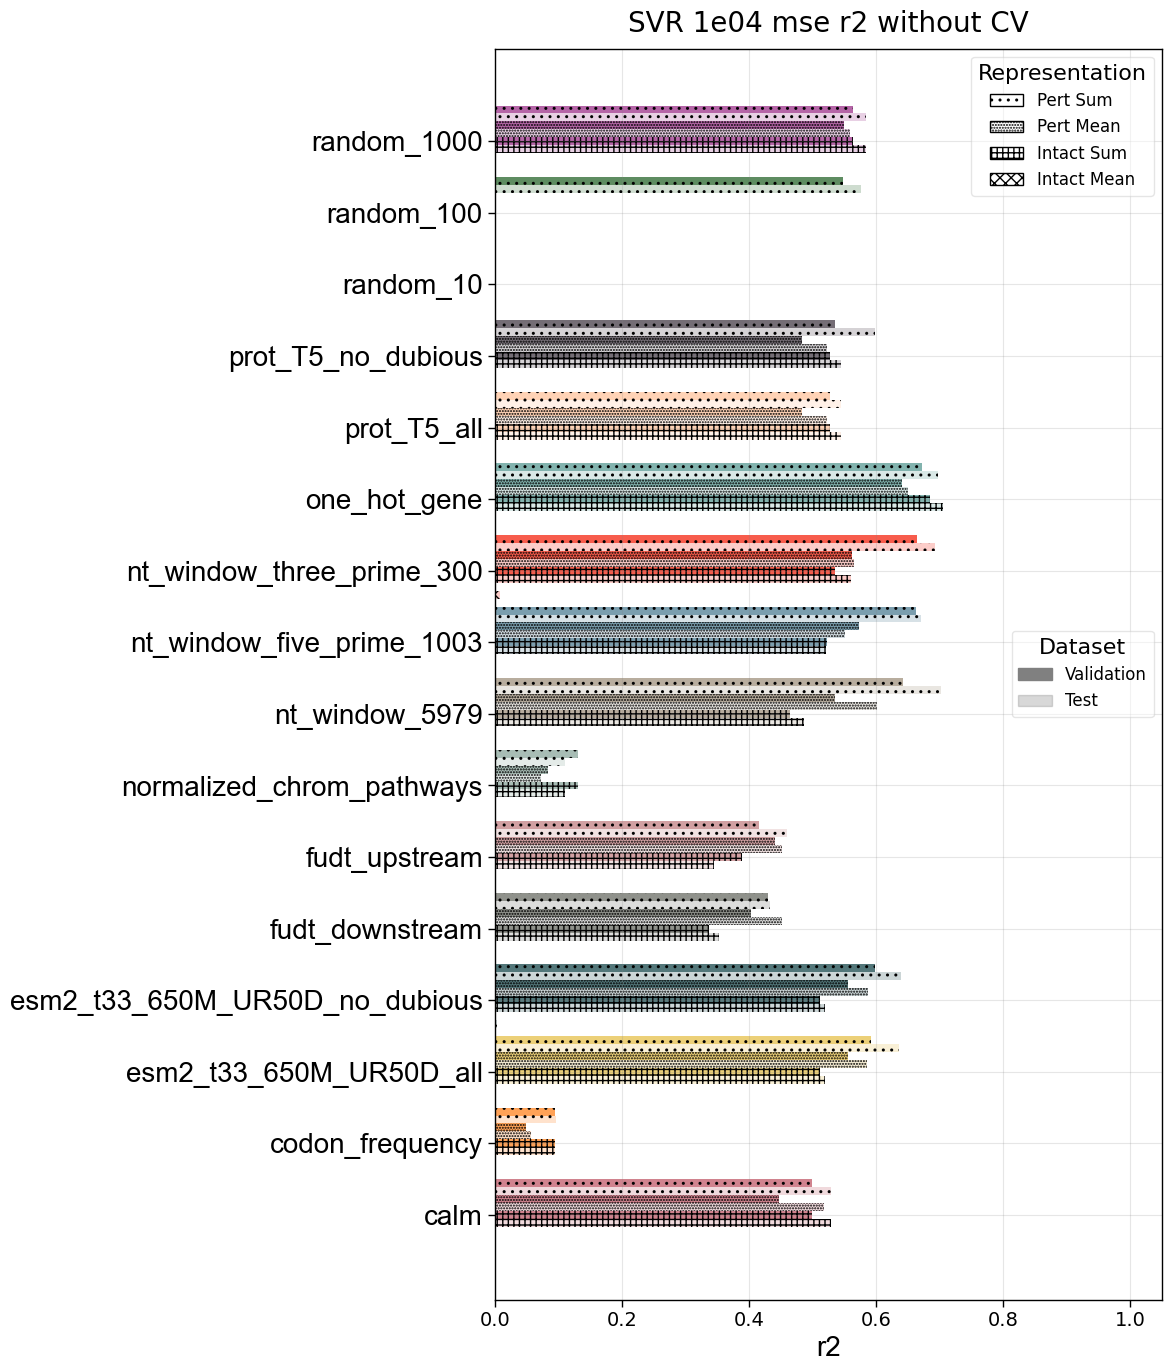 SVR 1e04 mse r2 without CV
Representation
Pert Sum
Pert Mean
Intact Sum
Intact Mean
random_1000
random_100
random_10
prot_T5_no_dubious
prot_T5_all
one_hot_gene
nt_window_three_prime_300
nt_window_five_prime_1003
Dataset
Validation
Test
nt_window_5979
normalized_chrom_pathways
fudt_upstream
fudt_downstream
esm2_t33_650M_UR50D_no_dubious
esm2_t33_650M_UR50D_all
codon_frequency
calm
0.0 0.2 0.4 0.6 0.8 1.0
r2